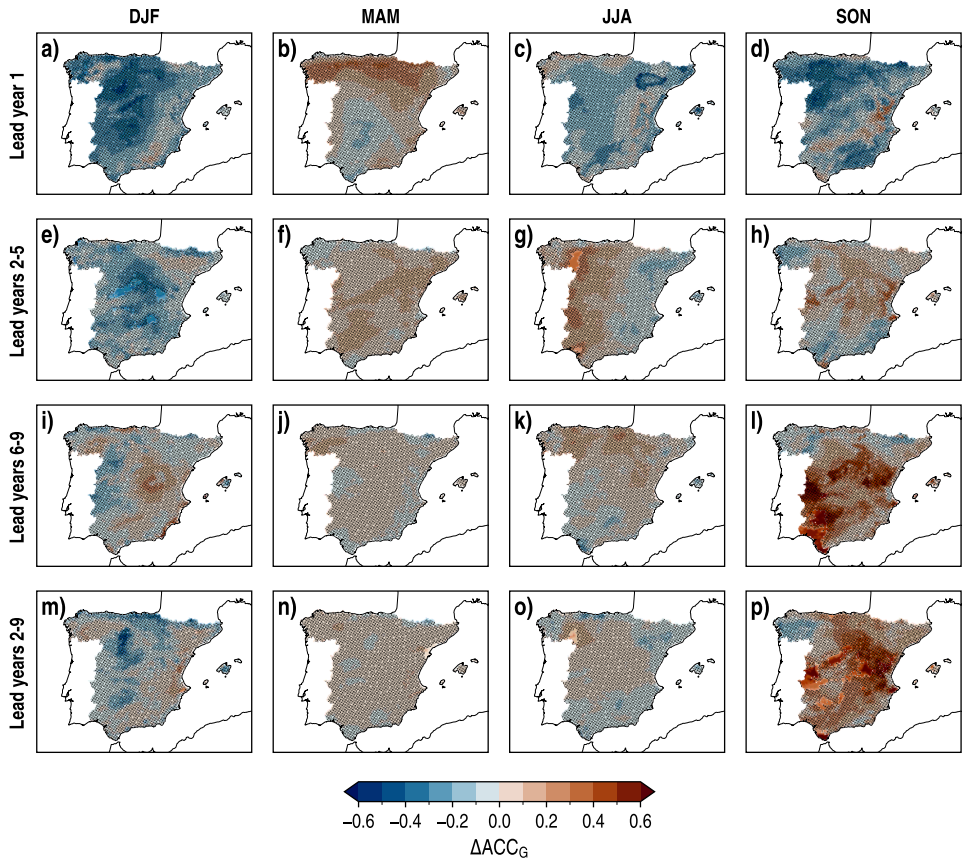 DJF MAM JJA SON
Lead year 1
a) b) c) d)
Lead years 2-5
e) f) g) h)
Lead years 6-9
i) j) k) l)
Lead years 2-9
m) n) o) p)
−0.6 −0.4 −0.2 0.0 0.2 0.4 0.6
ΔACC_G